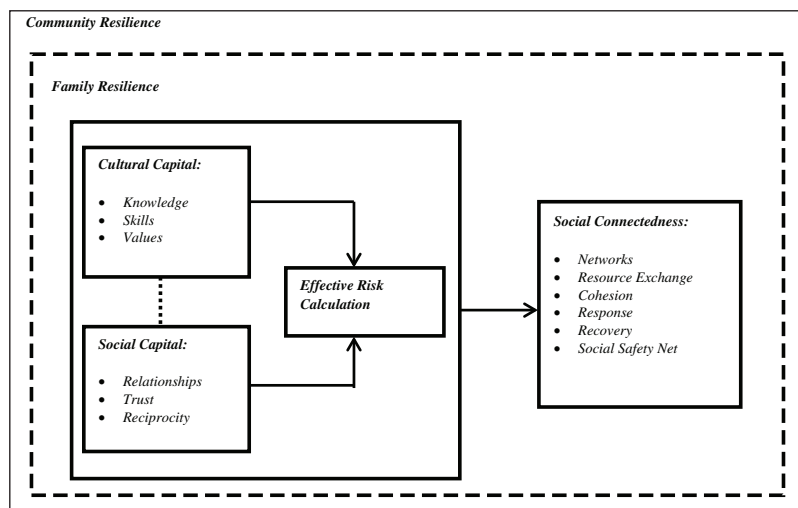 Community Resilience
Family Resilience
Cultural Capital:
• Knowledge
• Skills
• Values
Effective Risk
Calculation
Social Capital:
• Relationships
• Trust
• Reciprocity
Social Connectedness:
• Networks
• Resource Exchange
• Cohesion
• Response
• Recovery
• Social Safety Net